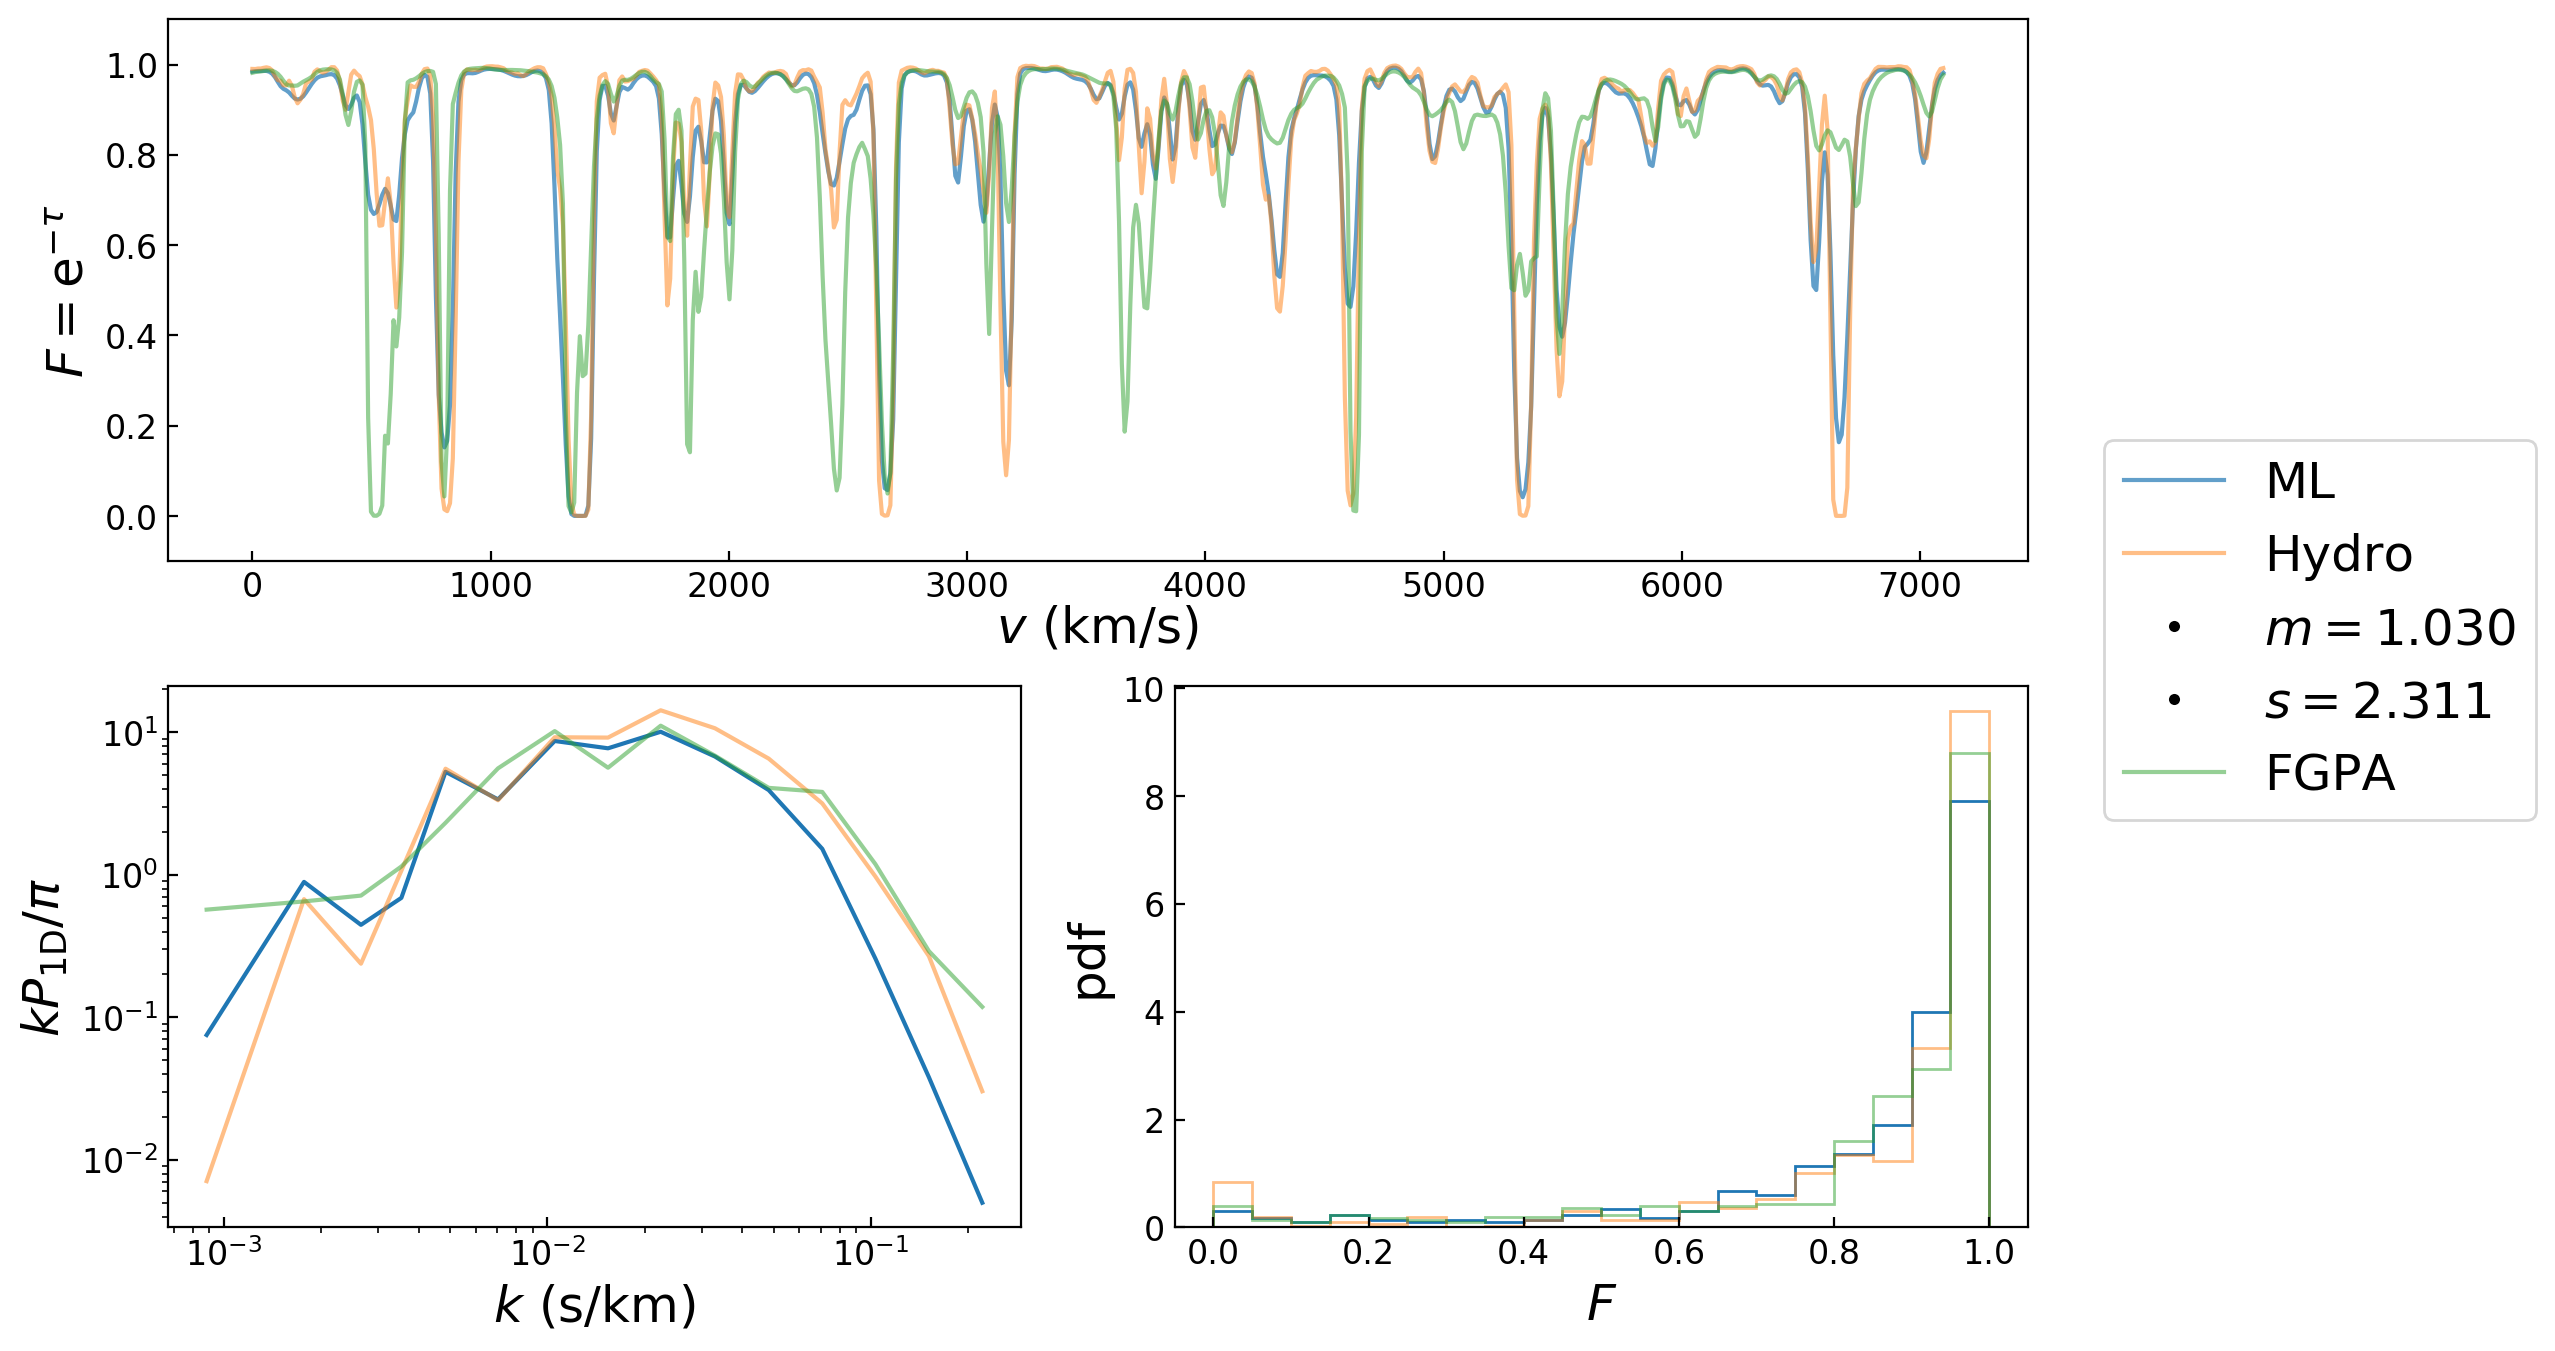 1.0
0.8
0.6
0.4
0.2
0.0
F = e^{−τ}
0 1000 2000 3000 4000 5000 6000 7000
v (km/s)
ML
Hydro
m = 1.030
s = 2.311
FGPA
10^1
10^0
10^{−1}
10^{−2}
kP_{1D}/π
10^{−3} 10^{−2} 10^{−1}
k (s/km)
10
8
6
4
2
0
pdf
0.0 0.2 0.4 0.6 0.8 1.0
F